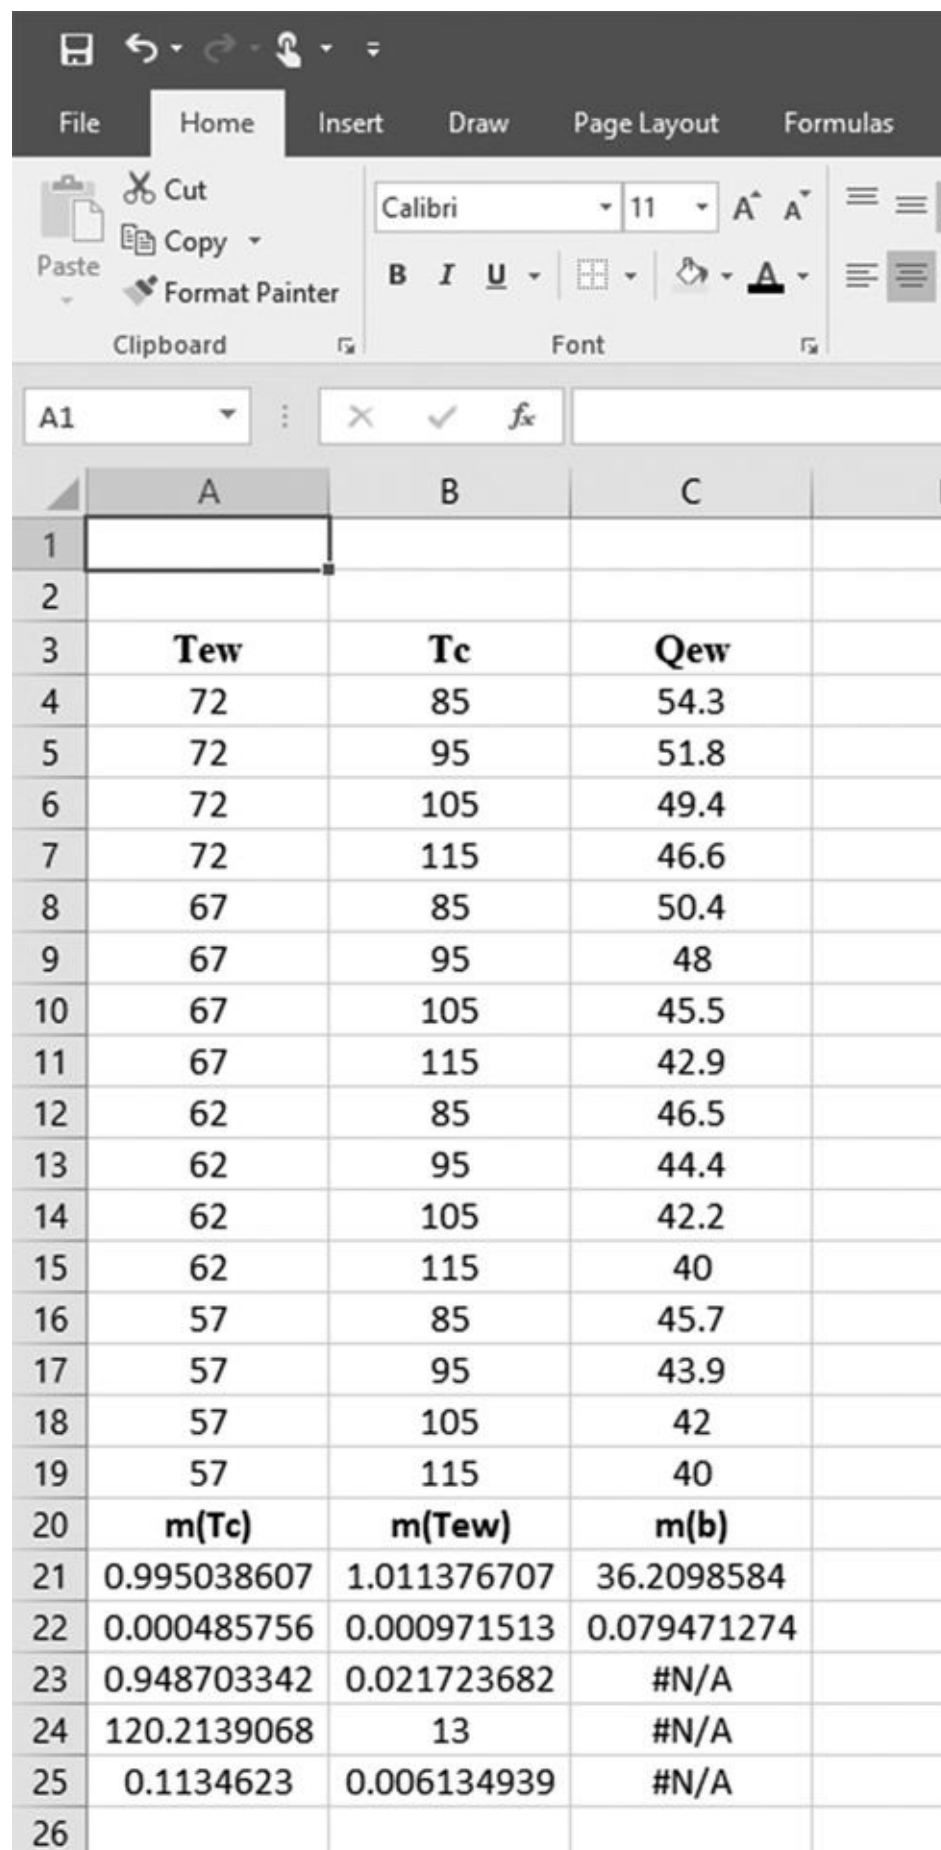 File Home Insert Draw Page Layout Formulas
Cut
Calibri 11 A A
Copy
Paste
B I U A
Format Painter
Clipboard Font
A1 fx
A B C
1
2
3 Tew Tc Qew
4 72 85 54.3
5 72 95 51.8
6 72 105 49.4
7 72 115 46.6
8 67 85 50.4
9 67 95 48
10 67 105 45.5
11 67 115 42.9
12 62 85 46.5
13 62 95 44.4
14 62 105 42.2
15 62 115 40
16 57 85 45.7
17 57 95 43.9
18 57 105 42
19 57 115 40
20 m(Tc) m(Tew) m(b)
21 0.995038607 1.011376707 36.2098584
22 0.000485756 0.000971513 0.079471274
23 0.948703342 0.021723682 #N/A
24 120.2139068 13 #N/A
25 0.1134623 0.006134939 #N/A
26